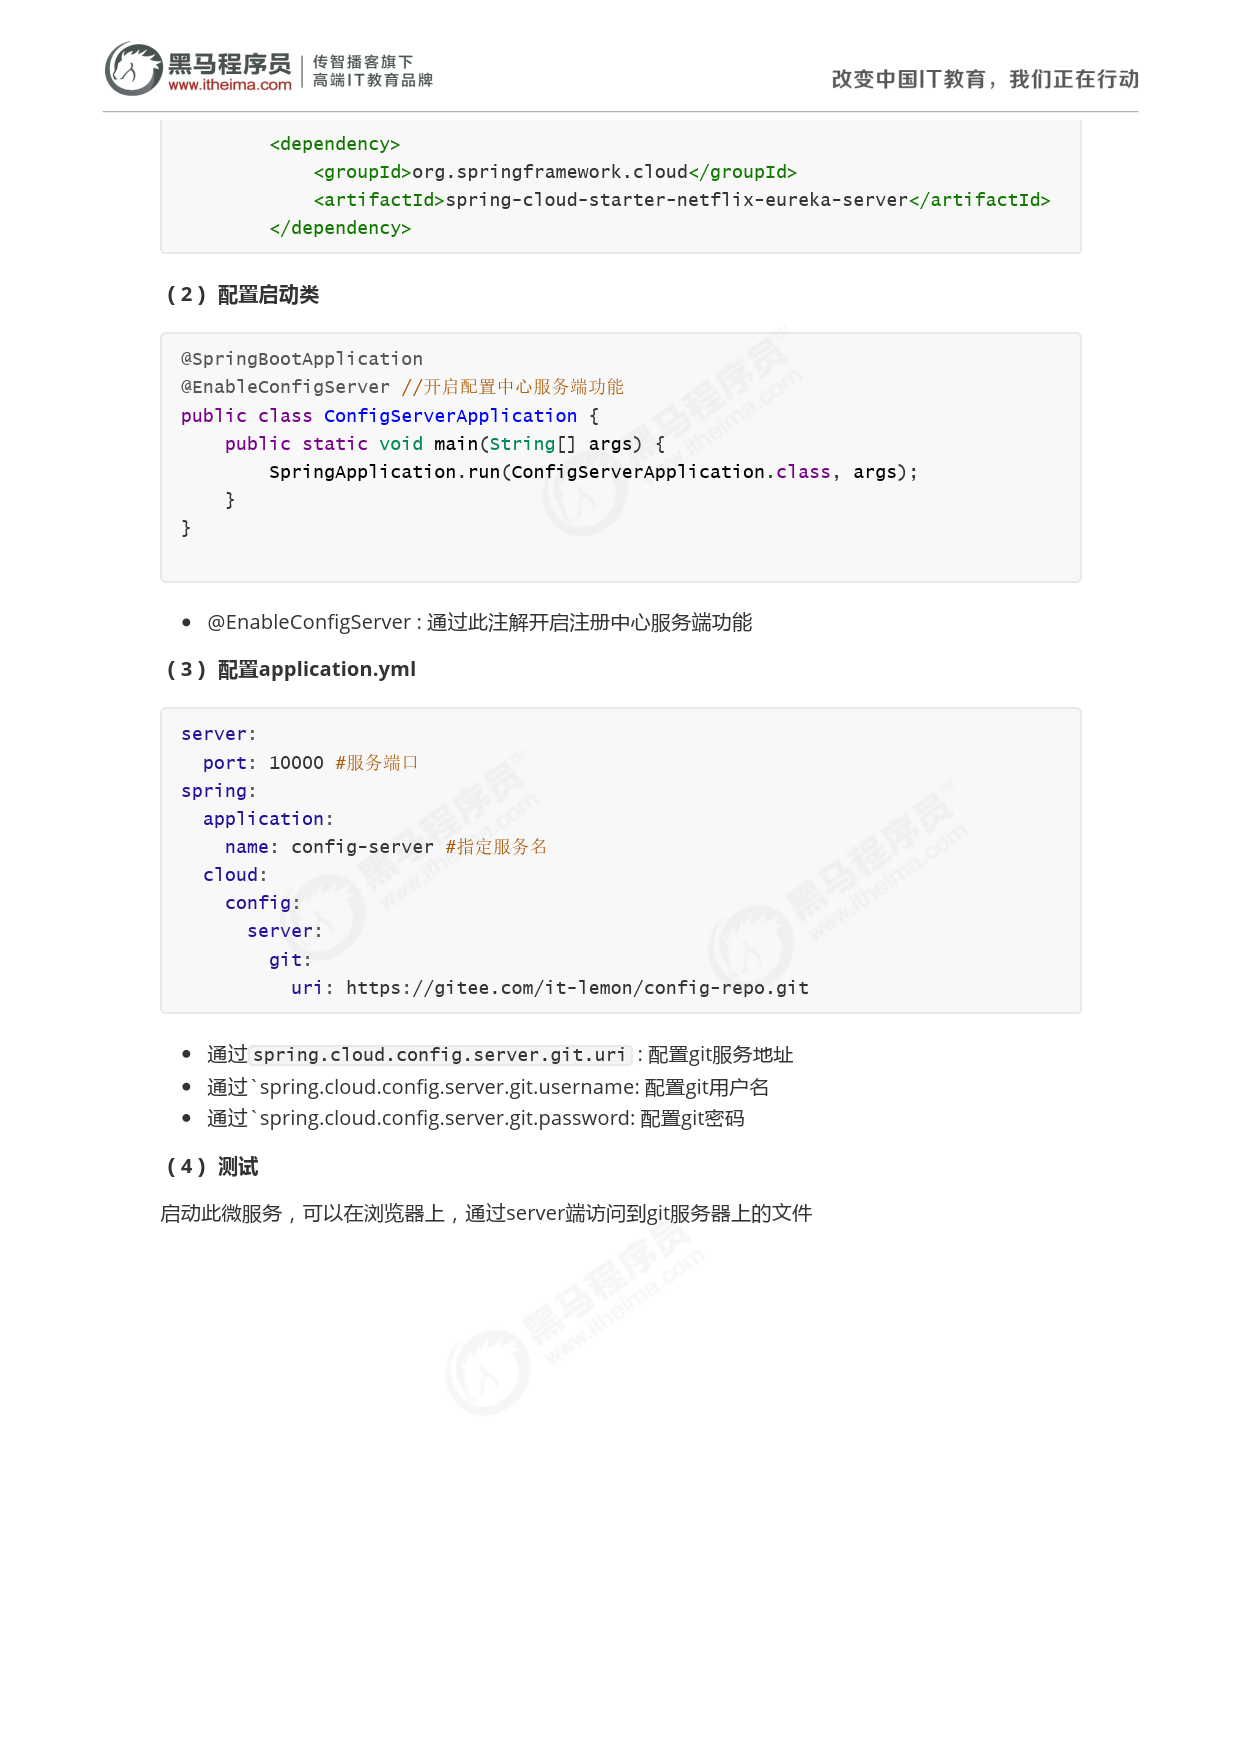 黑马程序员 传智播客旗下
www.itheima.com 高端IT教育品牌
改变中国IT教育，我们正在行动
        <dependency>
            <groupId>org.springframework.cloud</groupId>
            <artifactId>spring-cloud-starter-netflix-eureka-server</artifactId>
        </dependency>
（2）配置启动类
@SpringBootApplication
@EnableConfigServer //开启配置中心服务端功能
public class ConfigServerApplication {
    public static void main(String[] args) {
        SpringApplication.run(ConfigServerApplication.class, args);
    }
}
@EnableConfigServer : 通过此注解开启注册中心服务端功能
（3）配置application.yml
server:
  port: 10000 #服务端口
spring:
  application:
    name: config-server #指定服务名
  cloud:
    config:
      server:
        git:
          uri: https://gitee.com/it-lemon/config-repo.git
通过 spring.cloud.config.server.git.uri : 配置git服务地址
通过`spring.cloud.config.server.git.username: 配置git用户名
通过`spring.cloud.config.server.git.password: 配置git密码
（4）测试
启动此微服务，可以在浏览器上，通过server端访问到git服务器上的文件